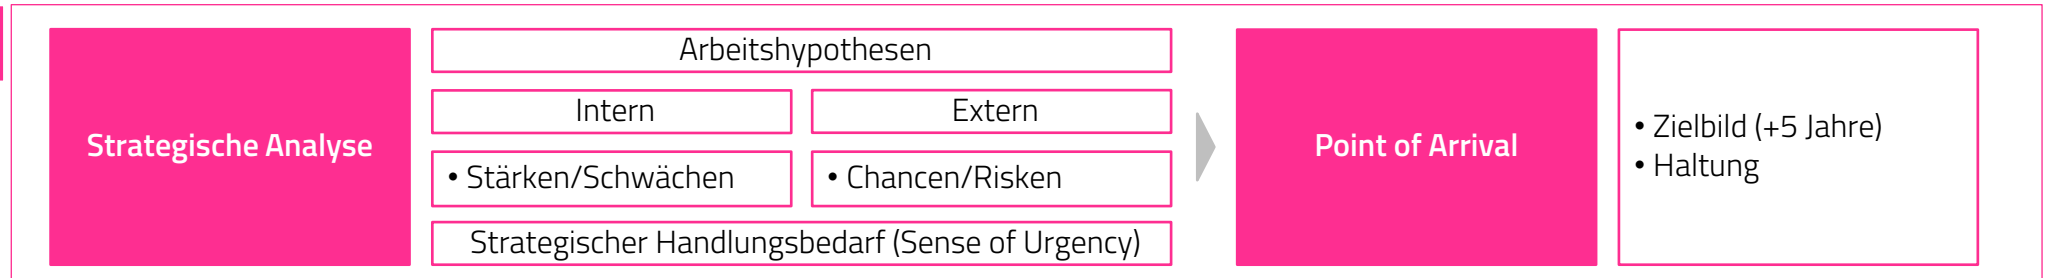 Strategische Analyse
Arbeitshypothesen
Intern
Extern
• Stärken/Schwächen
• Chancen/Risken
Strategischer Handlungsbedarf (Sense of Urgency)
Point of Arrival
• Zielbild (+5 Jahre)
• Haltung